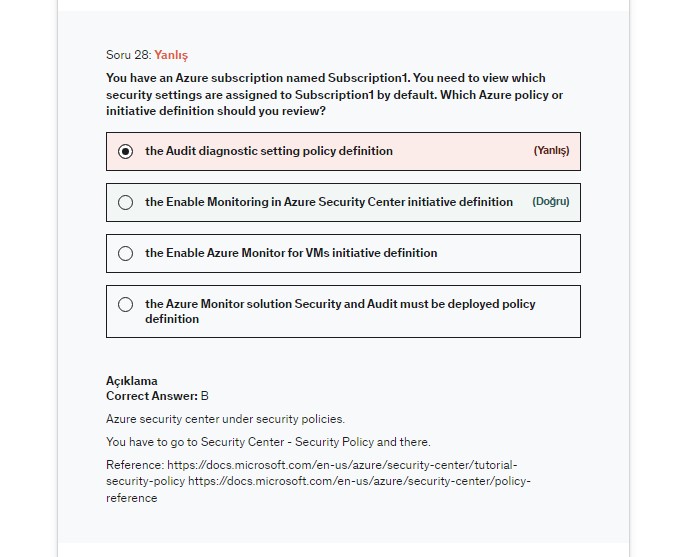 Soru 28: Yanlış
You have an Azure subscription named Subscription1. You need to view which
security settings are assigned to Subscription1 by default. Which Azure policy or
initiative definition should you review?
the Audit diagnostic setting policy definition (Yanlış)
the Enable Monitoring in Azure Security Center initiative definition (Doğru)
the Enable Azure Monitor for VMs initiative definition
the Azure Monitor solution Security and Audit must be deployed policy
definition
Açıklama
Correct Answer: B
Azure security center under security policies.
You have to go to Security Center - Security Policy and there.
Reference: https://docs.microsoft.com/en-us/azure/security-center/tutorial-
security-policy https://docs.microsoft.com/en-us/azure/security-center/policy-
reference